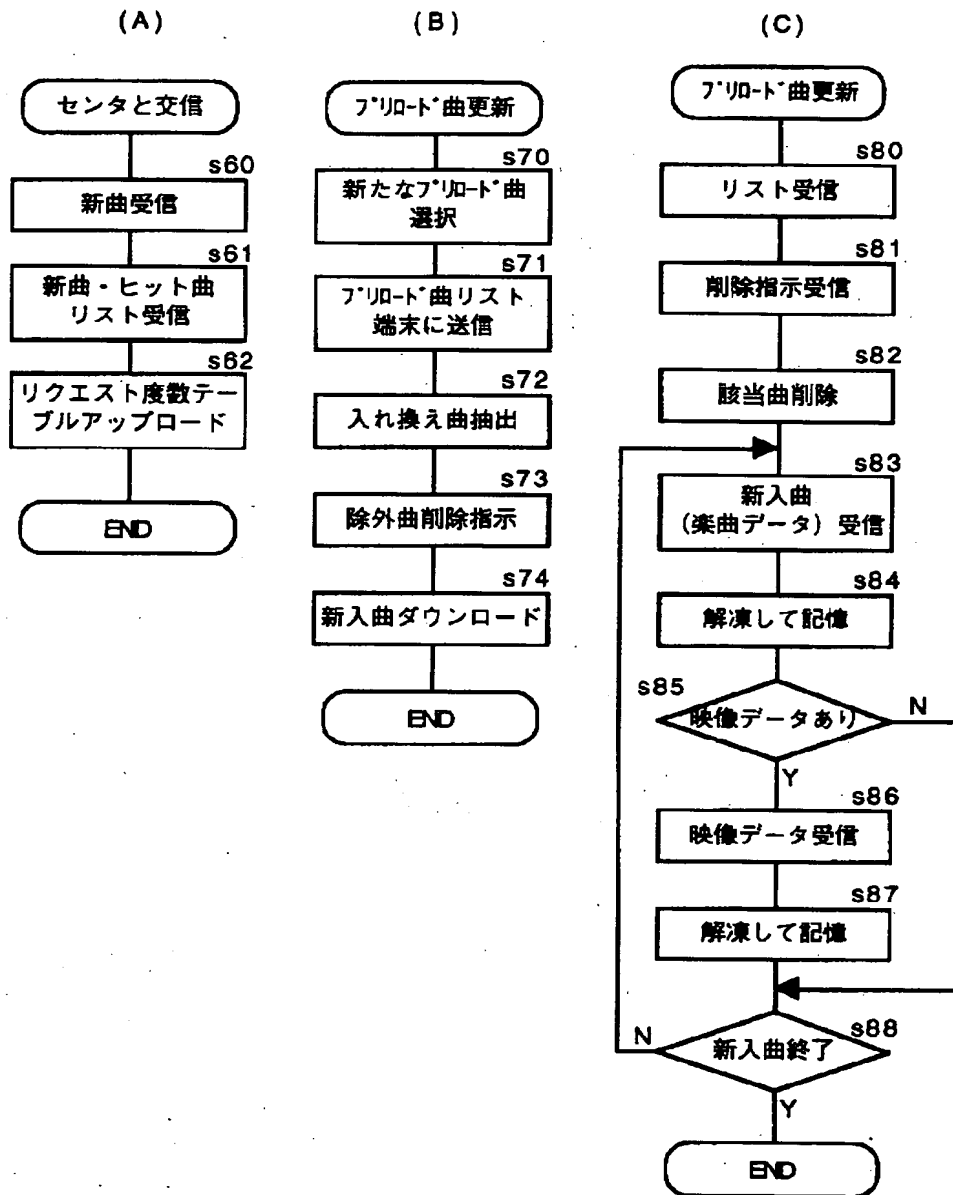 (A)
センタと交信
s60
新曲受信
s61
新曲・ヒット曲
リスト受信
s62
リクエスト度数テー
ブルアップロード
END
(B)
プリロード曲更新
s70
新たなプリロード曲
選択
s71
プリロード曲リスト
端末に送信
s72
入れ換え曲抽出
s73
除外曲削除指示
s74
新入曲ダウンロード
END
(C)
プリロード曲更新
s80
リスト受信
s81
削除指示受信
s82
該当曲削除
s83
新入曲
(楽曲データ)受信
s84
解凍して記憶
s85
映像データあり
N
Y
s86
映像データ受信
s87
解凍して記憶
s88
新入曲終了
N
Y
END